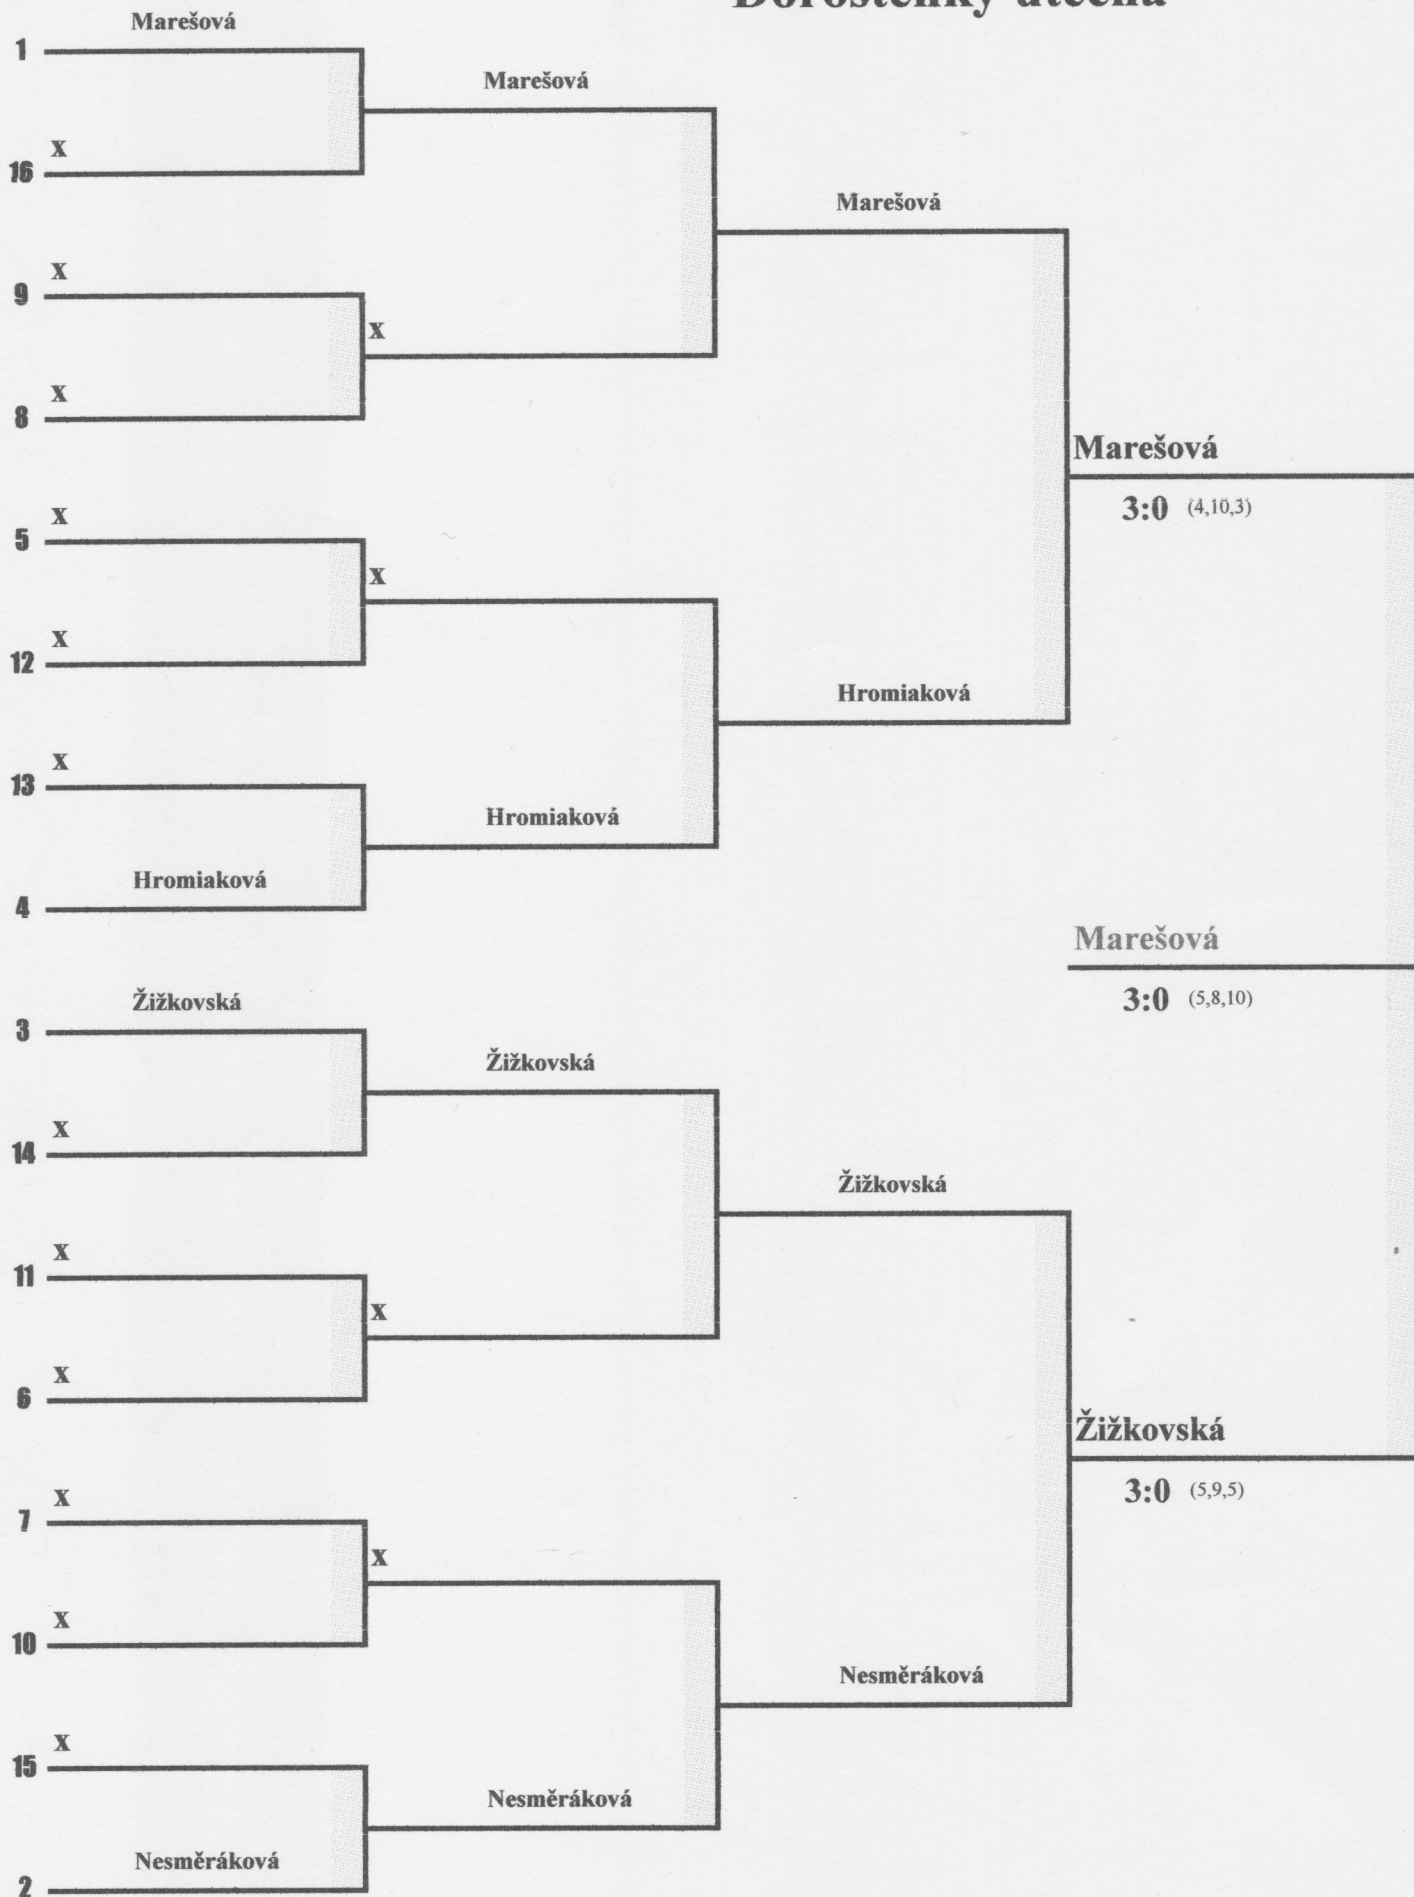 Dorostenky útěcha
Marešová
1
Marešová
x
16
Marešová
x
9
x
x
8
Marešová
3:0 (4,10,3)
x
5
x
x
12
Hromiaková
x
13
Hromiaková
Hromiaková
4
Marešová
3:0 (5,8,10)
Žižkovská
3
Žižkovská
x
14
Žižkovská
x
11
x
x
6
Žižkovská
3:0 (5,9,5)
x
7
x
x
10
Nesměráková
x
15
Nesměráková
Nesměráková
2